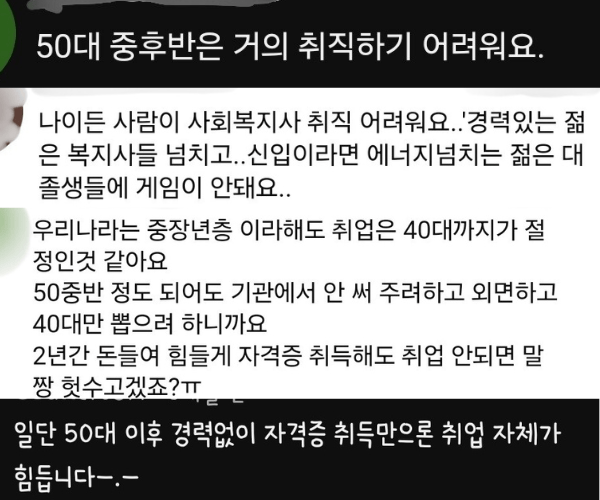 50대 중후반은 거의 취직하기 어려워요.
나이든 사람이 사회복지사 취직 어려워요..'경력있는 젊
은 복지사들 넘치고..신입이라면 에너지넘치는 젊은 대
졸생들에 게임이 안돼요..
우리나라는 중장년층 이라해도 취업은 40대까지가 절
정인것 같아요
50중반 정도 되어도 기관에서 안 써 주려하고 외면하고
40대만 뽑으려 하니까요
2년간 돈들여 힘들게 자격증 취득해도 취업 안되면 말
짱 헛수고겠죠?ㅠ
일단 50대 이후 경력없이 자격증 취득만으론 취업 자체가
힘듭니다-.-